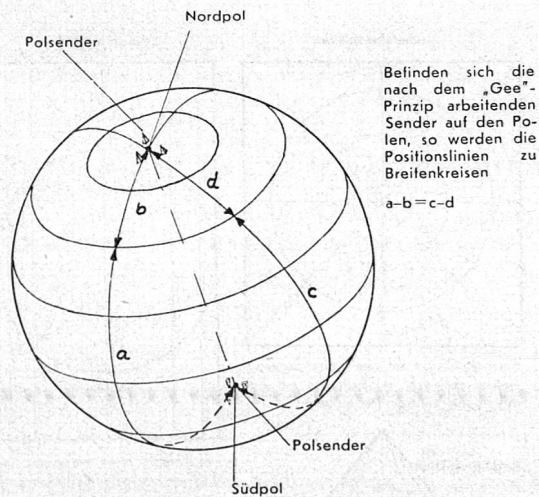 Nordpol
Polsender
Befinden sich die
nach dem „Gee"-
Prinzip arbeitenden
Sender auf den Po-
len, so werden die
Positionslinien zu
Breitenkreisen
a–b=c–d
d
b
c
a
Polsender
Südpol